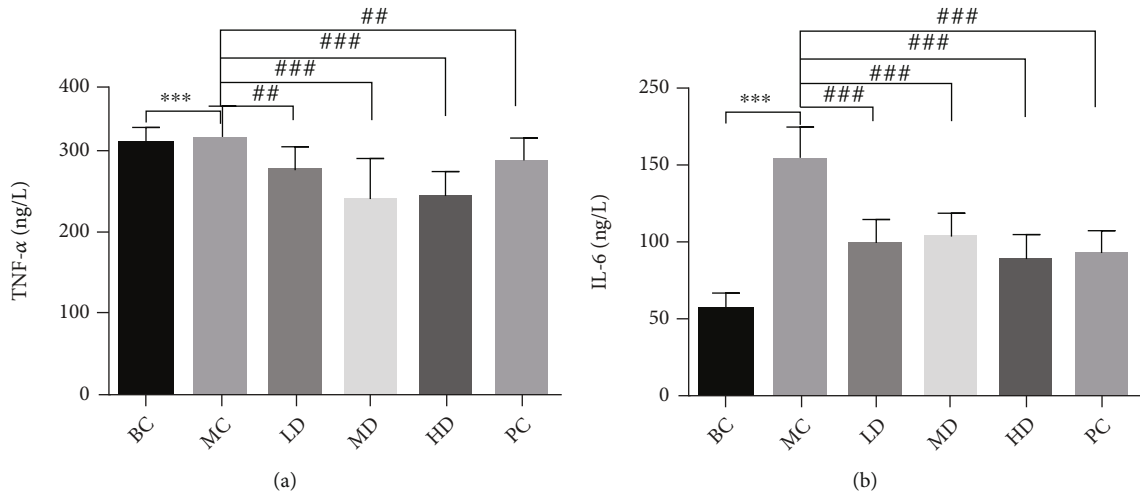 ##
###
###
##
***
400
300
200
300
0
TNF-α (ng/L)
BC
MC
LD
MD
HD
PC
(a)
###
###
###
###
***
250
150
100
50
0
IL-6 (ng/L)
BC
MC
LD
MD
HD
PC
(b)